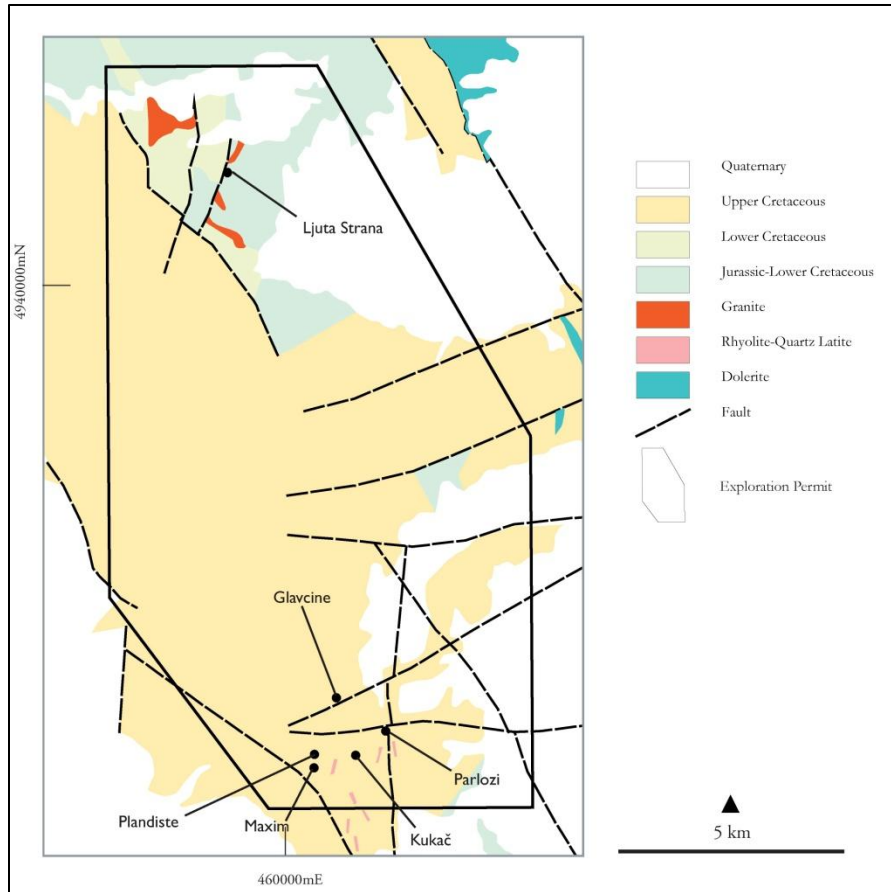 Ljuta Strana
4940000mN
Glavcine
Parlozi
Plandiste
Maxim
Kukač
460000mE
Quaternary
Upper Cretaceous
Lower Cretaceous
Jurassic-Lower Cretaceous
Granite
Rhyolite-Quartz Latite
Dolerite
Fault
Exploration Permit
5 km